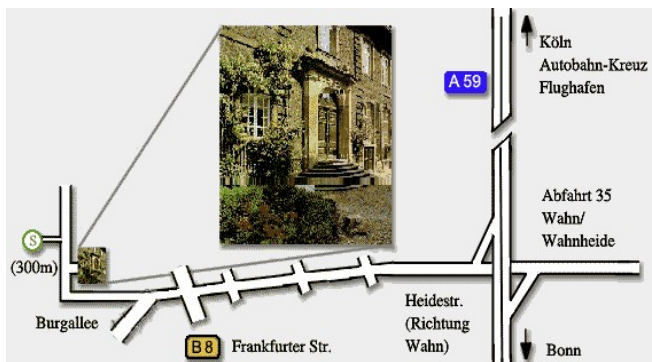 Köln
Autobahn-Kreuz
Flughafen
A 59
Abfahrt 35
Wahn/
Wahnheide
S
(300m)
Heidestr.
(Richtung
Wahn)
Burgallee
B 8
Frankfurter Str.
Bonn